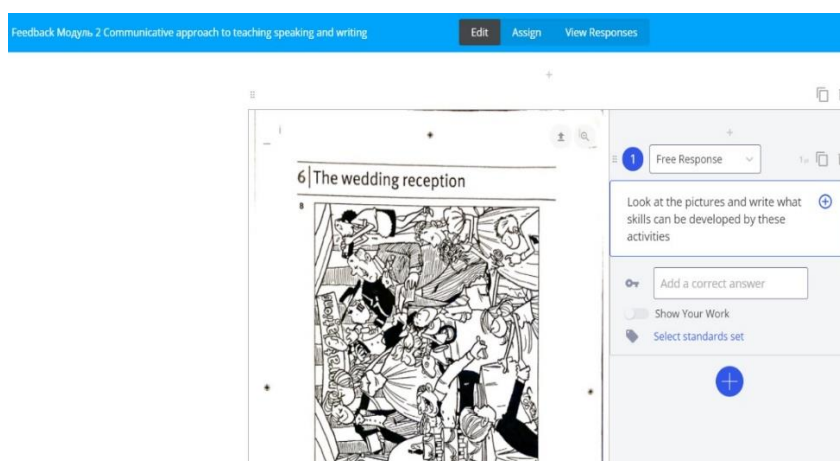 Feedback Модуль 2 Communicative approach to teaching speaking and writing
Edit Assign View Responses
6 The wedding reception
B
1
Free Response
Look at the pictures and write what
skills can be developed by these
activities
Add a correct answer
Show Your Work
Select standards set